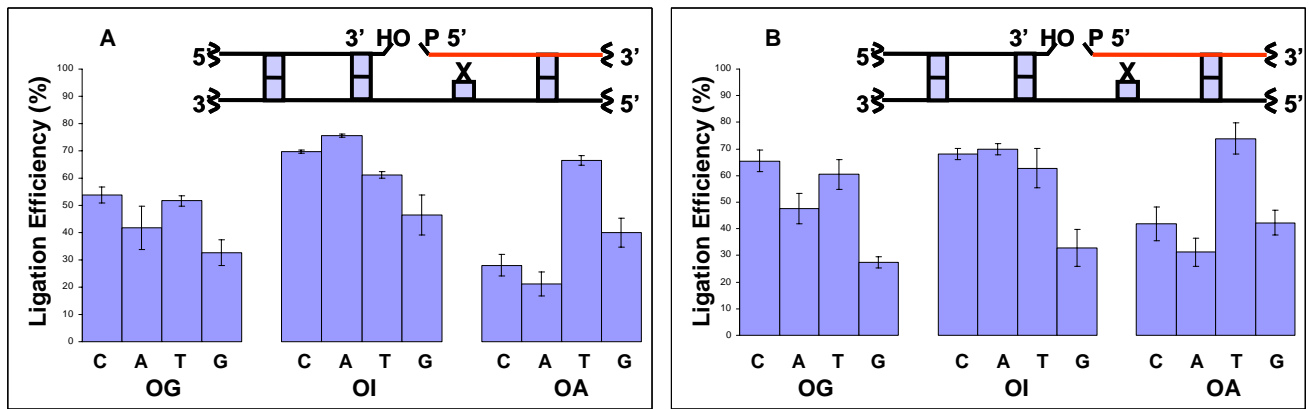 A
3’ HO P 5’
5’ 3’
X
3’ 5’
Ligation Efficiency (%)
100
90
80
70
60
50
40
30
20
10
0
C A T G C A T G C A T G
OG OI OA
B
3’ HO P 5’
5’ 3’
X
3’ 5’
Ligation Efficiency (%)
100
90
80
70
60
50
40
30
20
10
0
C A T G C A T G C A T G
OG OI OA